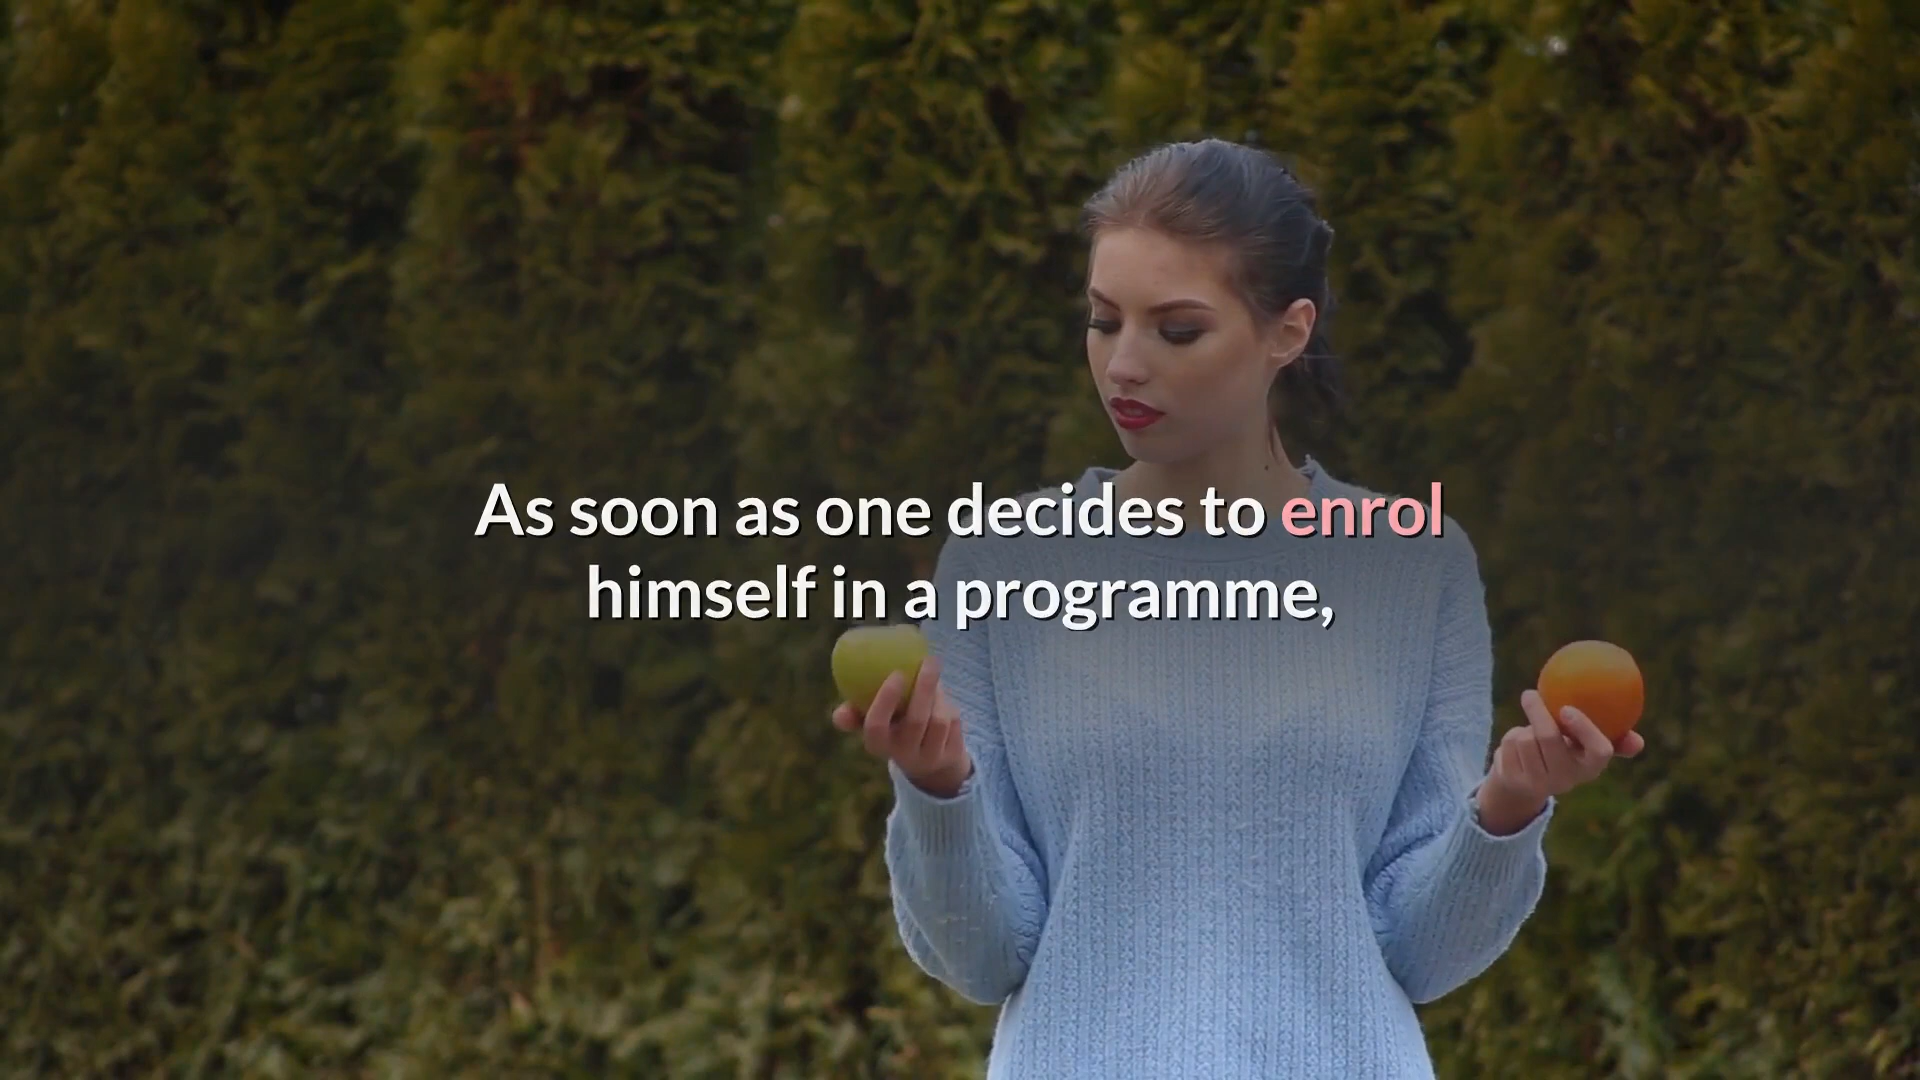 As soon as one decides to enrol
himself in a programme,